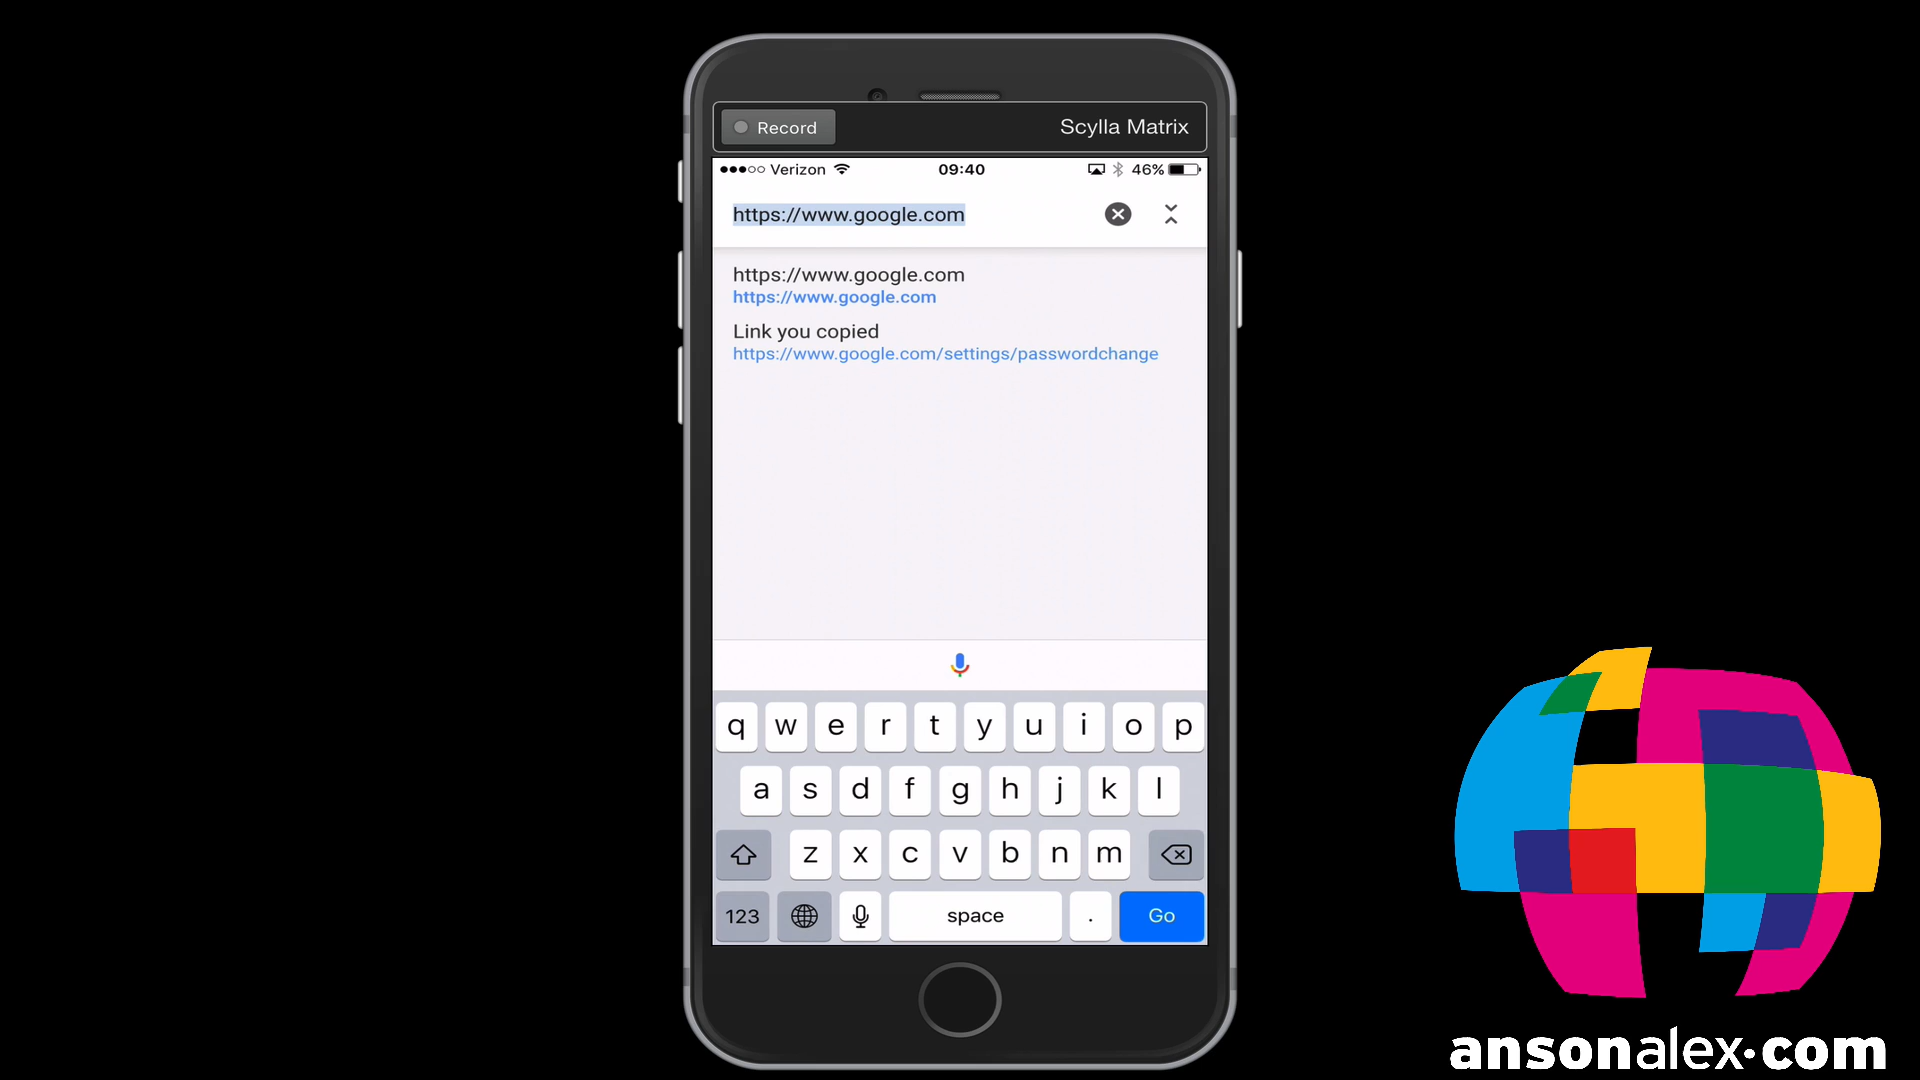 Record Scylla Matrix
Verizon 09:40 46%
https://www.google.com
https://www.google.com
https://www.google.com
Link you copied
https://www.google.com/settings/passwordchange
q w e r t y u i o p
a s d f g h j k l
z x c v b n m
123 space . Go
ansonalex.com